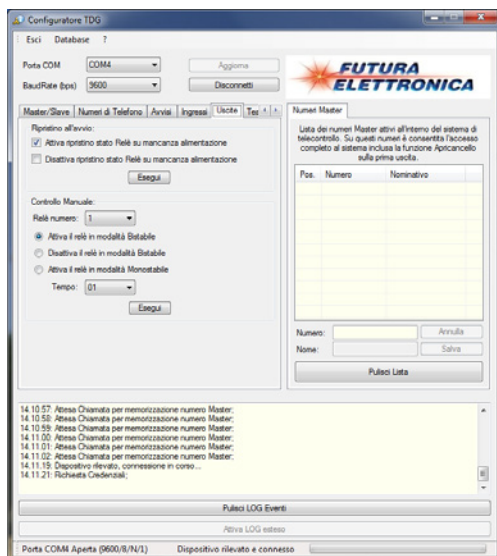 Configuratore TDG
Esci Database ?
Porta COM COM4 Aggiorna
BaudRate (bps) 9600 Disconnetti
FUTURA
ELETTRONICA
Master/Slave Numeri di Telefono Avvisi Ingressi Uscite
Numeri Master
Ripristino all'avvio:
Attiva ripristino stato Relè su mancanza alimentazione
Disattiva ripristino stato Relè su mancanza alimentazione
Esegui
Controllo Manuale:
Relè numero: 1
Attiva il relè in modalità Bistabile
Disattiva il relè in modalità Bistabile
Attiva il relè in modalità Monostabile
Tempo: 01
Esegui
Lista dei numeri Master attivi all'interno del sistema di
telecontrollo. Su questi numeri è consentita l'accesso
completo al sistema inclusa la funzione Apricancello
sulla prima uscita.
Pos. Numero Nominativo
Numero: Annulla
Nome: Salva
Pulisci Lista
14.10.57: Attesa Chiamata per memorizzazione numero Master;
14.10.58: Attesa Chiamata per memorizzazione numero Master;
14.10.59: Attesa Chiamata per memorizzazione numero Master;
14.11.00: Attesa Chiamata per memorizzazione numero Master;
14.11.01: Attesa Chiamata per memorizzazione numero Master;
14.11.02: Attesa Chiamata per memorizzazione numero Master;
14.11.19: Dispositivo rilevato, connessione in corso...
14.11.21: Richiesta Credenziali;
Pulisci LOG Eventi
Attiva LOG esteso
Porta COM4 Aperta (9600/8/N/1) Dispositivo rilevato e connesso